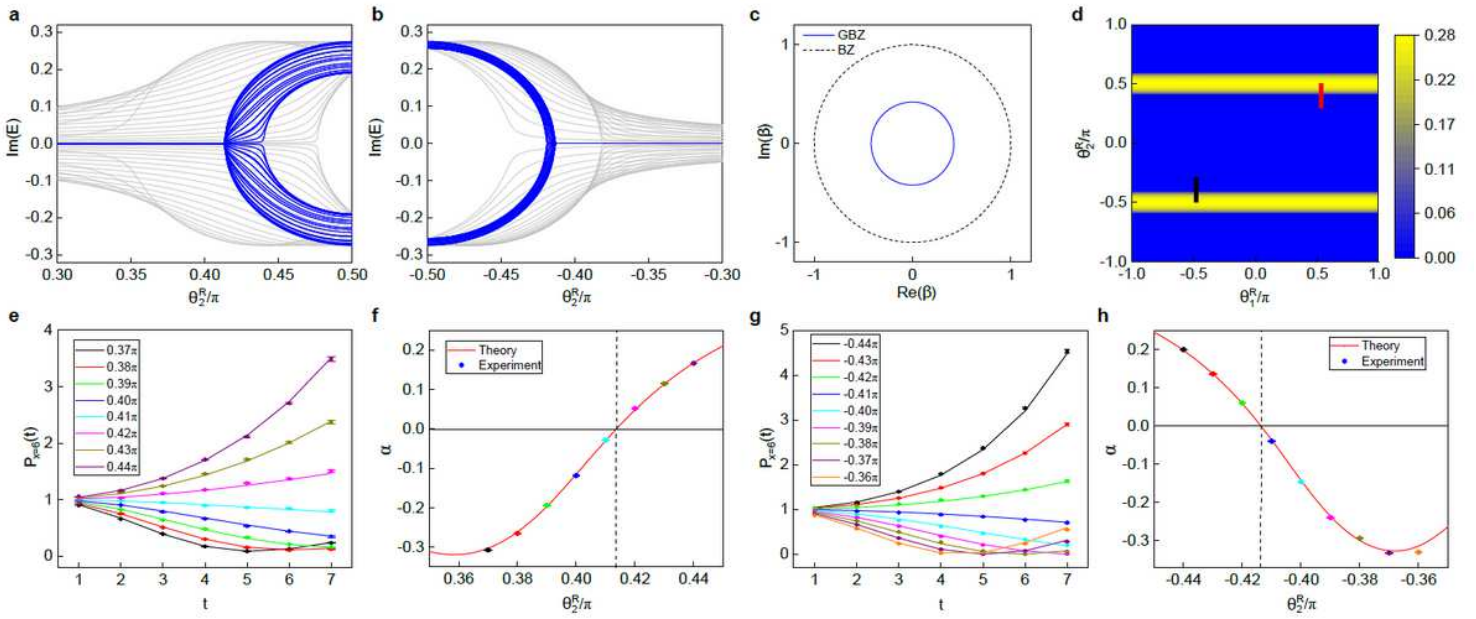 a
0.3
0.2
0.1
0.0
-0.1
-0.2
-0.3
Im(E)
0.30
0.35
0.40
0.45
0.50
θ₂ᴿ/π
b
0.3
0.2
0.1
0.0
-0.1
-0.2
-0.3
Im(E)
-0.50
-0.45
-0.40
-0.35
-0.30
θ₂ᴿ/π
c
GBZ
BZ
1
0
-1
Im(β)
-1
0
1
Re(β)
d
1.0
0.5
0.0
-0.5
-1.0
θ₂ᴿ/π
-1.0
-0.5
0.0
0.5
1.0
θ₁ᴿ/π
0.28
0.22
0.17
0.11
0.06
0.00
e
4
3
2
1
0
Pₓ₌₆(t)
0.37π
0.38π
0.39π
0.40π
0.41π
0.42π
0.43π
0.44π
1
2
3
4
5
6
7
t
f
0.2
0.1
0.0
-0.1
-0.2
-0.3
α
Theory
Experiment
0.36
0.38
0.40
0.42
0.44
θ₂ᴿ/π
g
5
4
3
2
1
0
Pₓ₌₆(t)
-0.44π
-0.43π
-0.42π
-0.41π
-0.40π
-0.39π
-0.38π
-0.37π
-0.36π
1
2
3
4
5
6
7
t
h
0.2
0.1
0.0
-0.1
-0.2
-0.3
α
Theory
Experiment
-0.44
-0.42
-0.40
-0.38
-0.36
θ₂ᴿ/π